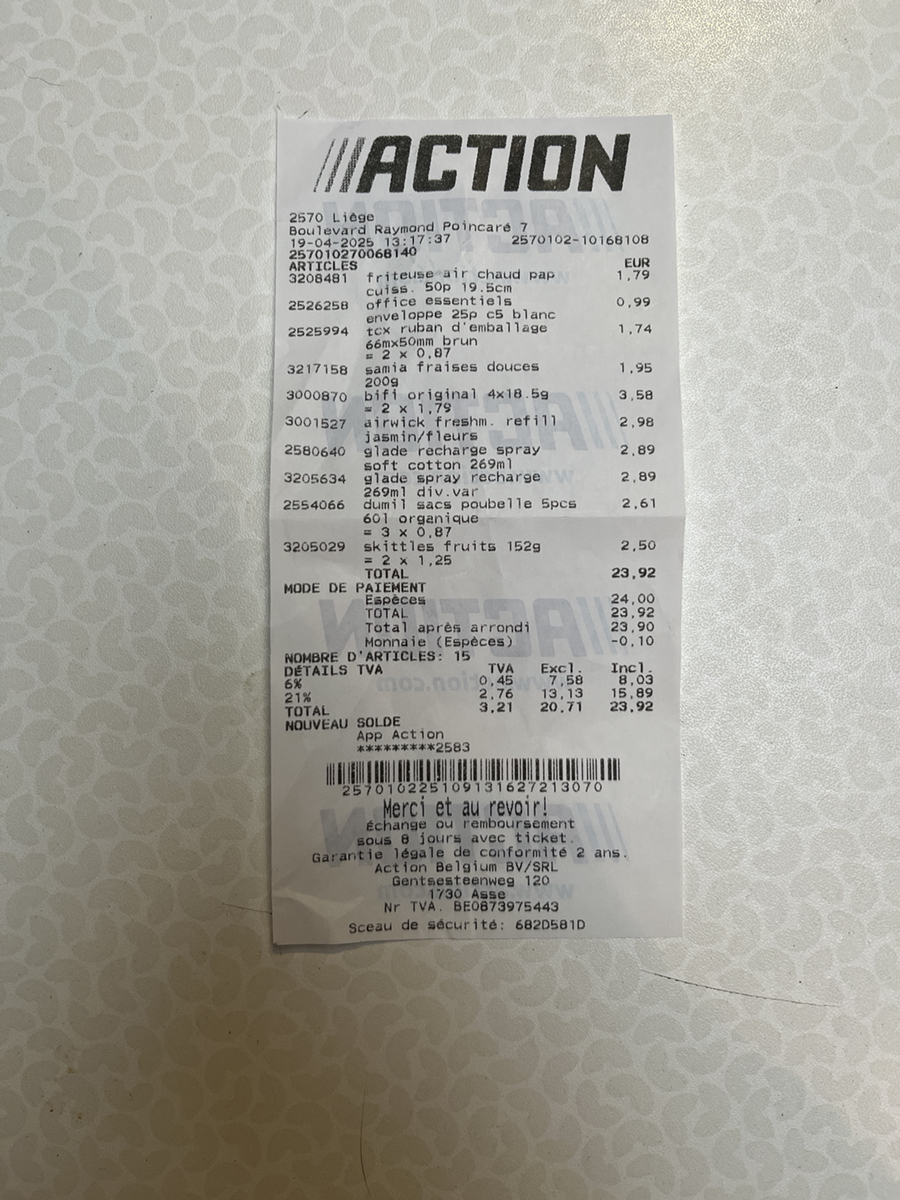 ///ACTION
2570 Liège
Boulevard Raymond Poincaré 7
19-04-2025 13:17:37 2570102-10168108
257010270068140
ARTICLES EUR
3208481 friteuse air chaud pap 1,79
cuiss. 50p 19.5cm
2526258 office essentiels 0,99
enveloppe 25p c5 blanc
2525994 tcx ruban d'emballage 1,74
66mx50mm brun
= 2 x 0,87
3217158 samia fraises douces 1,95
200g
3000870 bifi original 4x18.5g 3,58
= 2 x 1,79
3001527 airwick freshm. refill 2,98
jasmin/fleurs
2580640 glade recharge spray 2,89
soft cotton 269ml
3205634 glade spray recharge 2,89
269ml div.var
2554066 dumil sacs poubelle 5pcs 2,61
60l organique
= 3 x 0,87
3205029 skittles fruits 152g 2,50
= 2 x 1,25
TOTAL 23,92
MODE DE PAIEMENT
Espèces 24,00
TOTAL 23,92
Total après arrondi 23,90
Monnaie (Espèces) -0,10
NOMBRE D'ARTICLES: 15
DÉTAILS TVA TVA Excl. Incl.
6% 0,45 7,58 8,03
21% 2,76 13,13 15,89
TOTAL 3,21 20,71 23,92
NOUVEAU SOLDE
App Action
*********2583
2570102251091316272130​70
Merci et au revoir!
Échange ou remboursement
sous 8 jours avec ticket.
Garantie légale de conformité 2 ans.
Action Belgium BV/SRL
Gentsesteenweg 120
1730 Asse
Nr TVA. BE0873975443
Sceau de sécurité: 682D581D